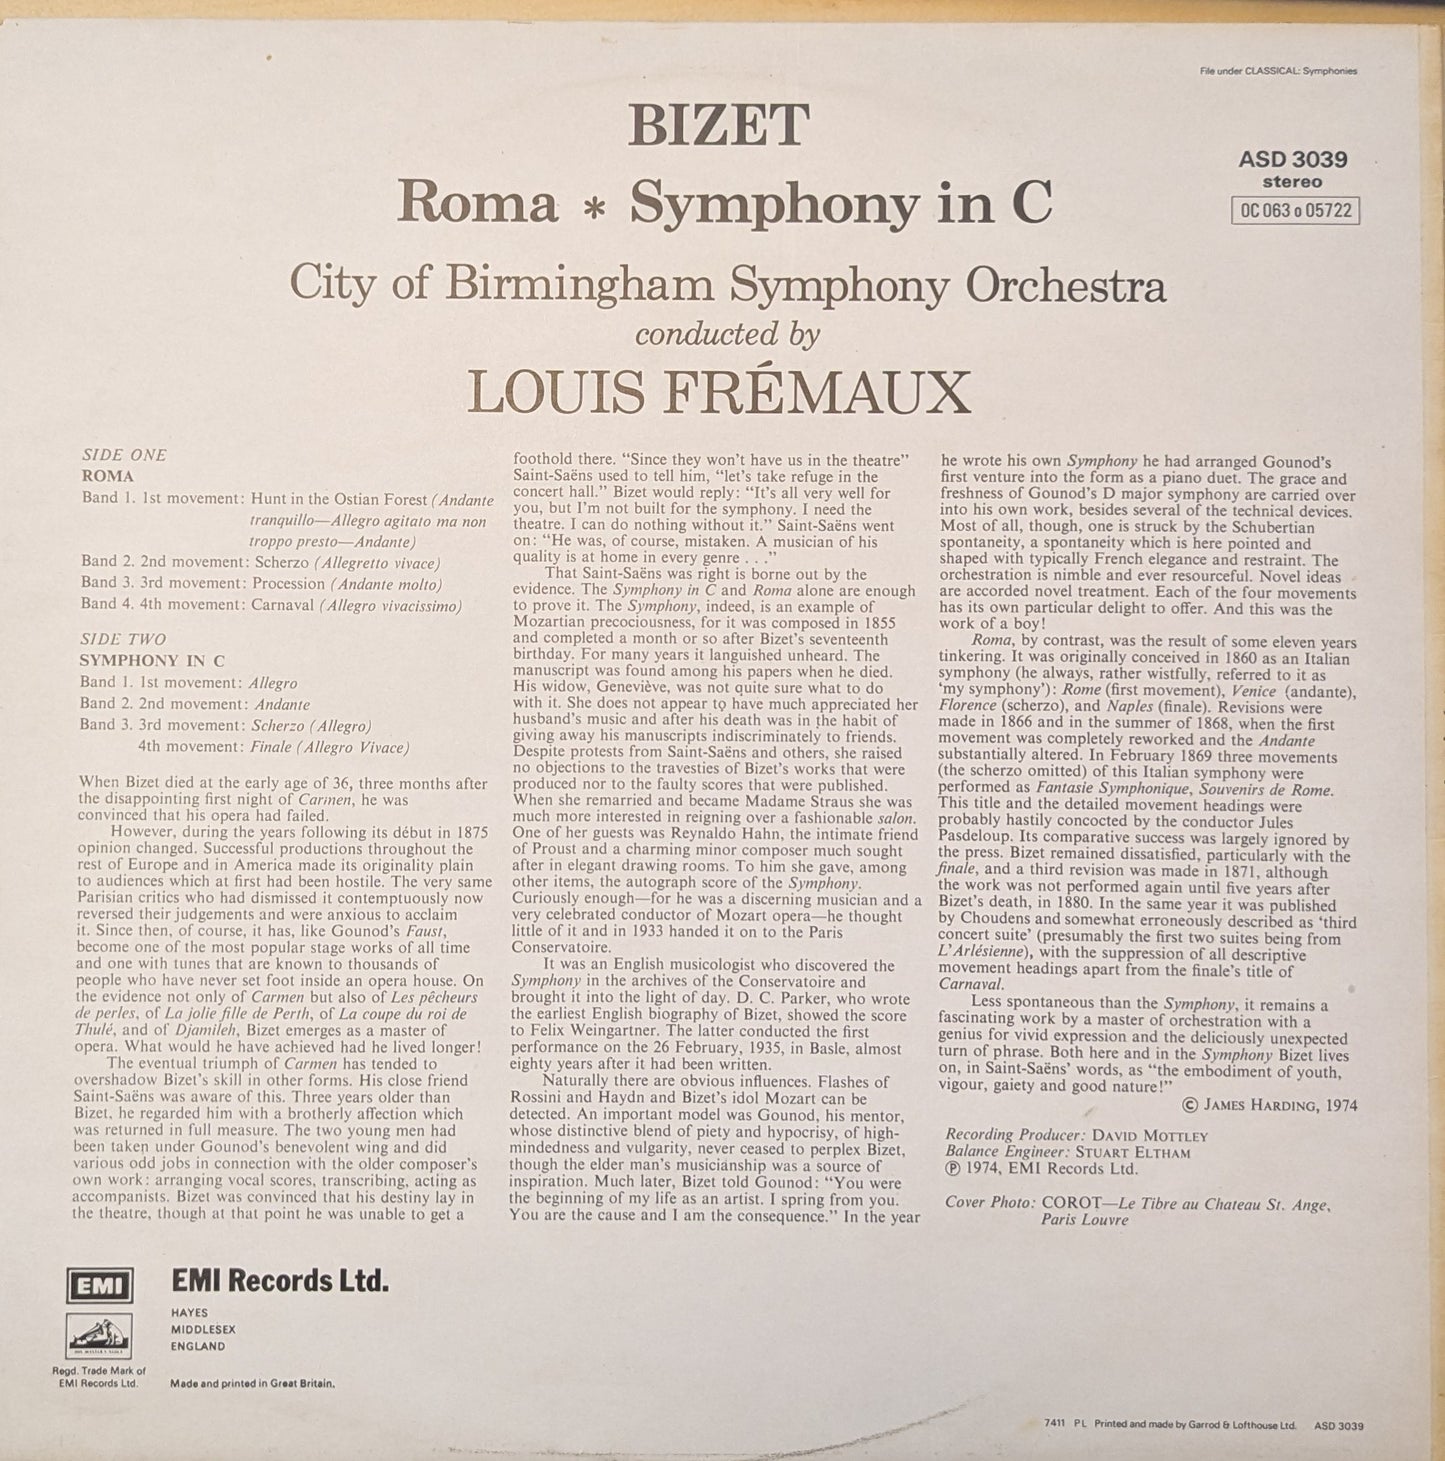 File under CLASSICAL: Symphonies
BIZET
Roma * Symphony in C
ASD 3039
stereo
OC 063 o 05722
City of Birmingham Symphony Orchestra
conducted by
LOUIS FRÉMAUX
SIDE ONE
ROMA
Band 1. 1st movement: Hunt in the Ostian Forest (Andante
tranquillo—Allegro agitato ma non
troppo presto—Andante)
Band 2. 2nd movement: Scherzo (Allegretto vivace)
Band 3. 3rd movement: Procession (Andante molto)
Band 4. 4th movement: Carnaval (Allegro vivacissimo)
SIDE TWO
SYMPHONY IN C
Band 1. 1st movement: Allegro
Band 2. 2nd movement: Andante
Band 3. 3rd movement: Scherzo (Allegro)
4th movement: Finale (Allegro Vivace)
When Bizet died at the early age of 36, three months after
the disappointing first night of Carmen, he was
convinced that his opera had failed.
However, during the years following its début in 1875
opinion changed. Successful productions throughout the
rest of Europe and in America made its originality plain
to audiences which at first had been hostile. The very same
Parisian critics who had dismissed it contemptuously now
reversed their judgements and were anxious to acclaim
it. Since then, of course, it has, like Gounod's Faust,
become one of the most popular stage works of all time
and one with tunes that are known to thousands of
people who have never set foot inside an opera house. On
the evidence not only of Carmen but also of Les pêcheurs
de perles, of La jolie fille de Perth, of La coupe du roi de
Thulé, and of Djamileh, Bizet emerges as a master of
opera. What would he have achieved had he lived longer!
The eventual triumph of Carmen has tended to
overshadow Bizet's skill in other forms. His close friend
Saint-Saëns was aware of this. Three years older than
Bizet, he regarded him with a brotherly affection which
was returned in full measure. The two young men had
been taken under Gounod's benevolent wing and did
various odd jobs in connection with the older composer's
own work: arranging vocal scores, transcribing, acting as
accompanists. Bizet was convinced that his destiny lay in
the theatre, though at that point he was unable to get a
foothold there. "Since they won't have us in the theatre"
Saint-Saëns used to tell him, "let's take refuge in the
concert hall." Bizet would reply: "It's all very well for
you, but I'm not built for the symphony. I need the
theatre. I can do nothing without it." Saint-Saëns went
on: "He was, of course, mistaken. A musician of his
quality is at home in every genre . . ."
That Saint-Saëns was right is borne out by the
evidence. The Symphony in C and Roma alone are enough
to prove it. The Symphony, indeed, is an example of
Mozartian precociousness, for it was composed in 1855
and completed a month or so after Bizet's seventeenth
birthday. For many years it languished unheard. The
manuscript was found among his papers when he died.
His widow, Geneviève, was not quite sure what to do
with it. She does not appear to have much appreciated her
husband's music and after his death was in the habit of
giving away his manuscripts indiscriminately to friends.
Despite protests from Saint-Saëns and others, she raised
no objections to the travesties of Bizet's works that were
produced nor to the faulty scores that were published.
When she remarried and became Madame Straus she was
much more interested in reigning over a fashionable salon.
One of her guests was Reynaldo Hahn, the intimate friend
of Proust and a charming minor composer much sought
after in elegant drawing rooms. To him she gave, among
other items, the autograph score of the Symphony.
Curiously enough—for he was a discerning musician and a
very celebrated conductor of Mozart opera—he thought
little of it and in 1933 handed it on to the Paris
Conservatoire.
It was an English musicologist who discovered the
Symphony in the archives of the Conservatoire and
brought it into the light of day. D. C. Parker, who wrote
the earliest English biography of Bizet, showed the score
to Felix Weingartner. The latter conducted the first
performance on the 26 February, 1935, in Basle, almost
eighty years after it had been written.
Naturally there are obvious influences. Flashes of
Rossini and Haydn and Bizet's idol Mozart can be
detected. An important model was Gounod, his mentor,
whose distinctive blend of piety and hypocrisy, of high-
mindedness and vulgarity, never ceased to perplex Bizet,
though the elder man's musicianship was a source of
inspiration. Much later, Bizet told Gounod: "You were
the beginning of my life as an artist. I spring from you.
You are the cause and I am the consequence." In the year
he wrote his own Symphony he had arranged Gounod's
first venture into the form as a piano duet. The grace and
freshness of Gounod's D major symphony are carried over
into his own work, besides several of the technical devices.
Most of all, though, one is struck by the Schubertian
spontaneity, a spontaneity which is here pointed and
shaped with typically French elegance and restraint. The
orchestration is nimble and ever resourceful. Novel ideas
are accorded novel treatment. Each of the four movements
has its own particular delight to offer. And this was the
work of a boy!
Roma, by contrast, was the result of some eleven years
tinkering. It was originally conceived in 1860 as an Italian
symphony (he always, rather wistfully, referred to it as
'my symphony'): Rome (first movement), Venice (andante),
Florence (scherzo), and Naples (finale). Revisions were
made in 1866 and in the summer of 1868, when the first
movement was completely reworked and the Andante
substantially altered. In February 1869 three movements
(the scherzo omitted) of this Italian symphony were
performed as Fantasie Symphonique, Souvenirs de Rome.
This title and the detailed movement headings were
probably hastily concocted by the conductor Jules
Pasdeloup. Its comparative success was largely ignored by
the press. Bizet remained dissatisfied, particularly with the
finale, and a third revision was made in 1871, although
the work was not performed again until five years after
Bizet's death, in 1880. In the same year it was published
by Choudens and somewhat erroneously described as 'third
concert suite' (presumably the first two suites being from
L'Arlésienne), with the suppression of all descriptive
movement headings apart from the finale's title of
Carnaval.
Less spontaneous than the Symphony, it remains a
fascinating work by a master of orchestration with a
genius for vivid expression and the deliciously unexpected
turn of phrase. Both here and in the Symphony Bizet lives
on, in Saint-Saëns' words, as "the embodiment of youth,
vigour, gaiety and good nature!"
© JAMES HARDING, 1974
Recording Producer: DAVID MOTTLEY
Balance Engineer: STUART ELTHAM
℗ 1974, EMI Records Ltd.
Cover Photo: COROT—Le Tibre au Chateau St. Ange,
Paris Louvre
EMI
EMI Records Ltd.
HAYES
MIDDLESEX
ENGLAND
HIS MASTER'S VOICE
Regd. Trade Mark of
EMI Records Ltd.
Made and printed in Great Britain.
7411 PL Printed and made by Garrod & Lofthouse Ltd. ASD 3039